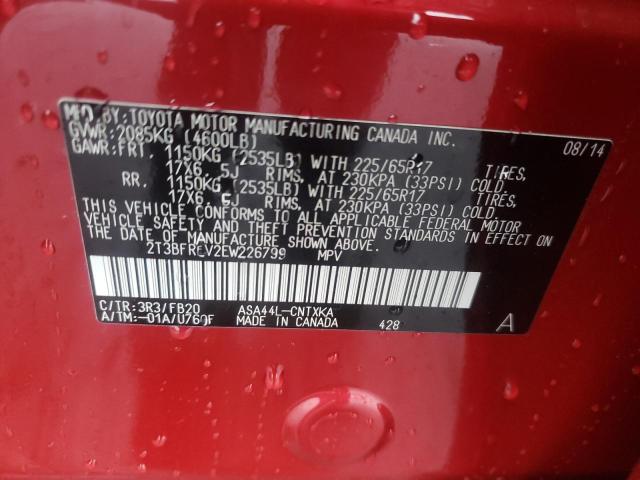 MFD.BY:TOYOTA MOTOR MANUFACTURING CANADA INC.
GVWR:2085KG (4600LB) 08/14
GAWR:FRT. 1150KG (2535LB) WITH 225/65R17 TIRES,
17X6.5J RIMS, AT 230KPA (33PSI) COLD.
RR. 1150KG (2535LB) WITH 225/65R17 TIRES,
17X6.5J RIMS, AT 230KPA (33PSI) COLD.
THIS VEHICLE CONFORMS TO ALL APPLICABLE FEDERAL MOTOR
VEHICLE SAFETY AND THEFT PREVENTION STANDARDS IN EFFECT ON
THE DATE OF MANUFACTURE SHOWN ABOVE.
2T3BFREV2EW226799 MPV
C/TR:3R3/FB20 ASA44L-CNTXKA
A/TM:-01A/U760F MADE IN CANADA 428 A